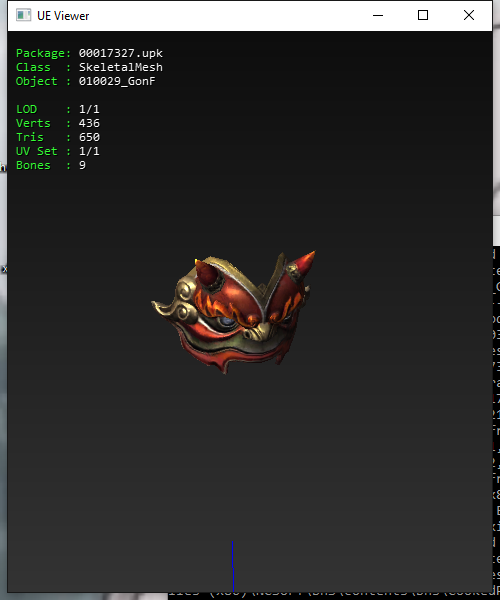 UE Viewer
Package: 00017327.upk
Class : SkeletalMesh
Object : 010029_GonF
LOD : 1/1
Verts : 436
Tris : 650
UV Set : 1/1
Bones : 9